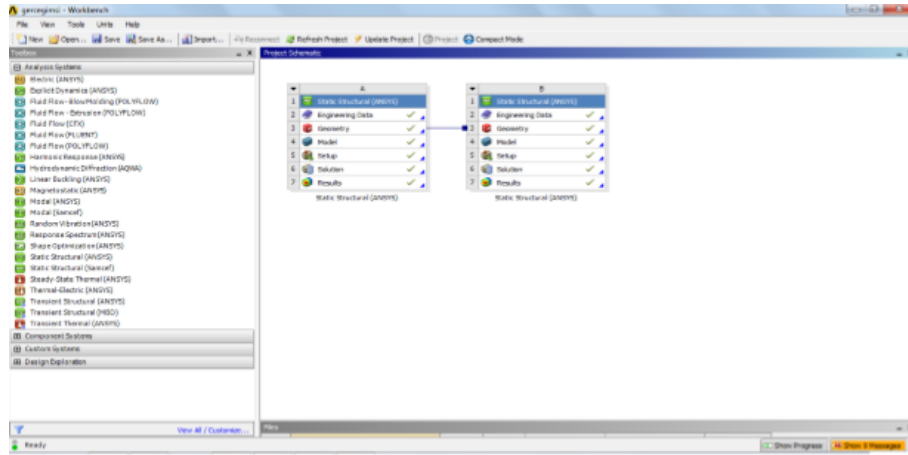 gercegimsi - Workbench
File View Tools Units Help
New Open... Save Save As... Import... Reconnect Refresh Project Update Project Project Compact Mode
Toolbox
Project Schematic
Analysis Systems
Electric (ANSYS)
Explicit Dynamics (ANSYS)
Fluid Flow - BlowMolding (POLYFLOW)
Fluid Flow - Extrusion (POLYFLOW)
Fluid Flow (CFX)
Fluid Flow (FLUENT)
Fluid Flow (POLYFLOW)
Harmonic Response (ANSYS)
Hydrodynamic Diffraction (AQWA)
Linear Buckling (ANSYS)
Magnetostatic (ANSYS)
Modal (ANSYS)
Modal (Samcef)
Random Vibration (ANSYS)
Response Spectrum (ANSYS)
Shape Optimization (ANSYS)
Static Structural (ANSYS)
Static Structural (Samcef)
Steady-State Thermal (ANSYS)
Thermal-Electric (ANSYS)
Transient Structural (ANSYS)
Transient Structural (MBD)
Transient Thermal (ANSYS)
Component Systems
Custom Systems
Design Exploration
View All / Customize...
A
1 Static Structural (ANSYS)
2 Engineering Data
3 Geometry
4 Model
5 Setup
6 Solution
7 Results
Static Structural (ANSYS)
B
1 Static Structural (ANSYS)
2 Engineering Data
3 Geometry
4 Model
5 Setup
6 Solution
7 Results
Static Structural (ANSYS)
Files
Ready
Show Progress
Show 3 Messages